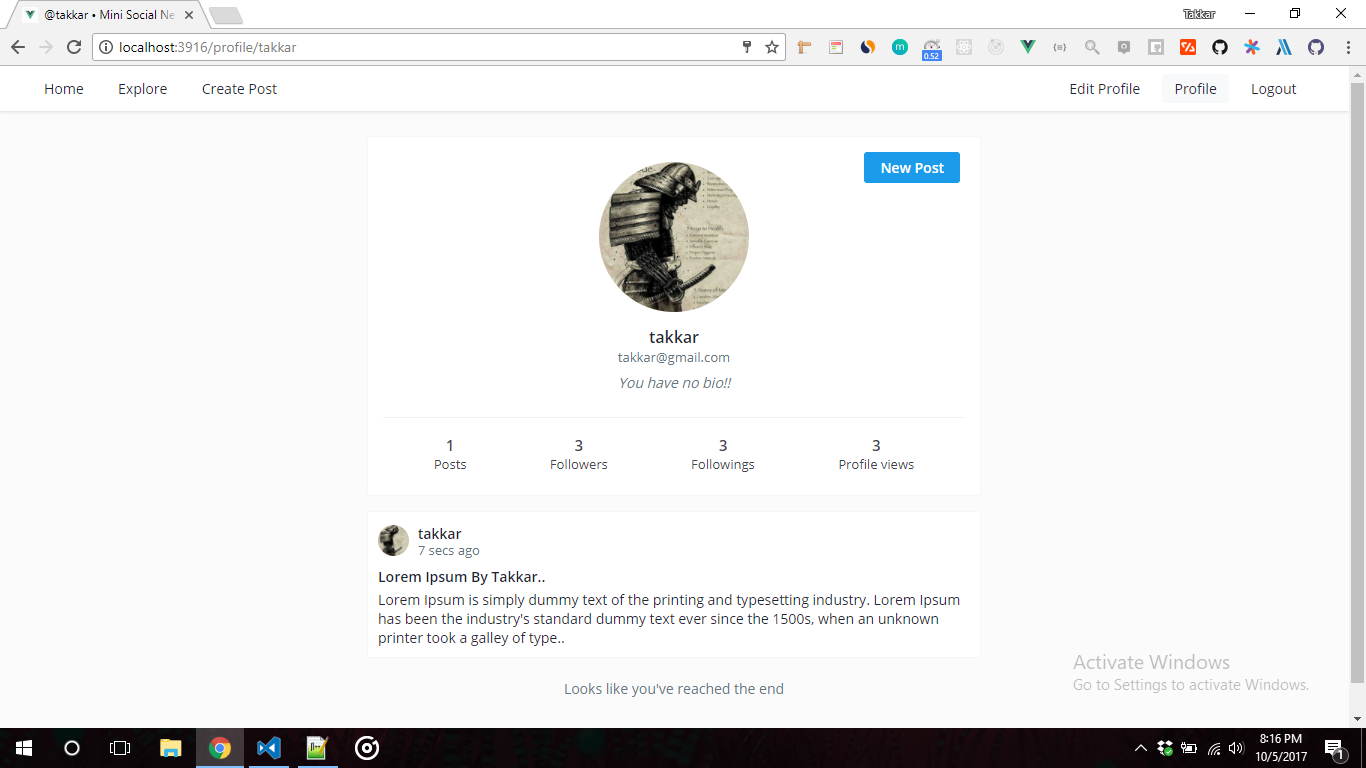 @takkar • Mini Social Ne
Takkar
localhost:3916/profile/takkar
0.52
Home Explore Create Post Edit Profile Profile Logout
New Post
takkar
takkar@gmail.com
You have no bio!!
1 3 3 3
Posts Followers Followings Profile views
takkar
7 secs ago
Lorem Ipsum By Takkar..
Lorem Ipsum is simply dummy text of the printing and typesetting industry. Lorem Ipsum
has been the industry's standard dummy text ever since the 1500s, when an unknown
printer took a galley of type..
Looks like you've reached the end
Activate Windows
Go to Settings to activate Windows.
8:16 PM
10/5/2017
1